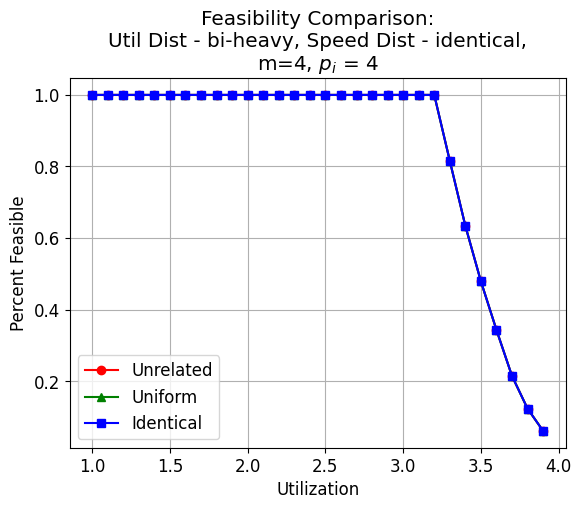 Feasibility Comparison:
Util Dist - bi-heavy, Speed Dist - identical,
m=4, pᵢ = 4
1.0
0.8
0.6
0.4
0.2
Percent Feasible
Unrelated
Uniform
Identical
1.0 1.5 2.0 2.5 3.0 3.5 4.0
Utilization